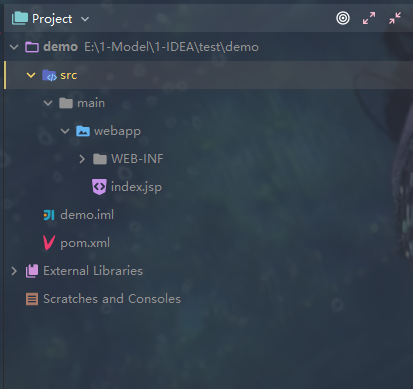 Project
demo E:\1-Model\1-IDEA\test\demo
src
main
webapp
WEB-INF
index.jsp
demo.iml
pom.xml
External Libraries
Scratches and Consoles